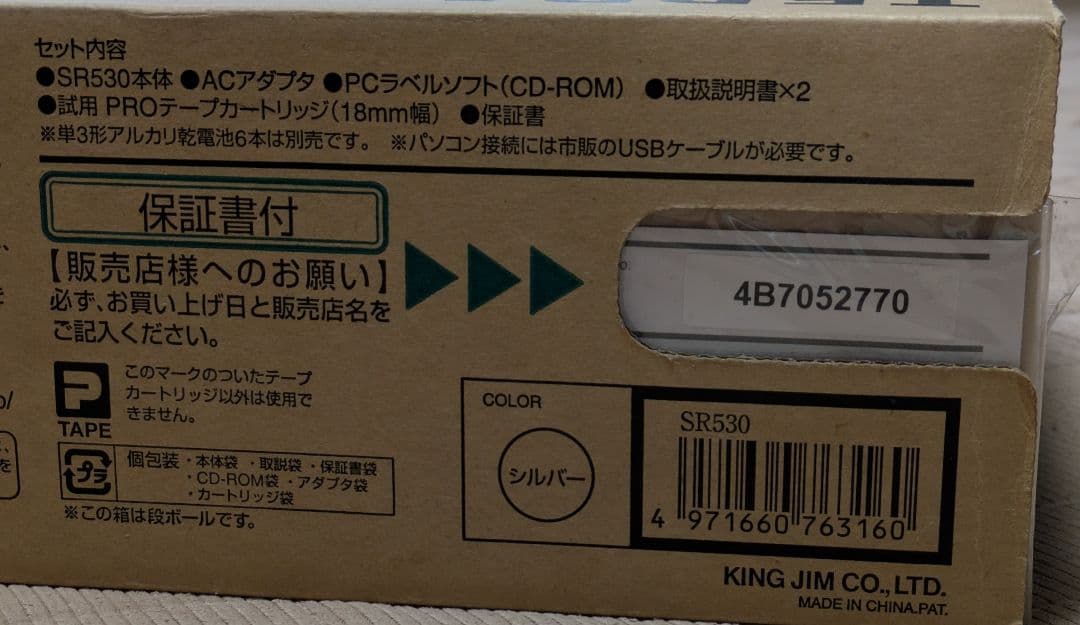 セット内容
●SR530本体 ●ACアダプタ ●PCラベルソフト(CD-ROM) ●取扱説明書×2
●試用 PROテープカートリッジ(18mm幅) ●保証書
※単3形アルカリ乾電池6本は別売です。 ※パソコン接続には市販のUSBケーブルが必要です。
保証書付
【販売店様へのお願い】
必ず、お買い上げ日と販売店名を
ご記入ください。
4B7052770
P
TAPE
このマークのついたテープ
カートリッジ以外は使用で
きません。
プラ
個包装 ・本体袋 ・取説袋 ・保証書袋
・CD-ROM袋 ・アダプタ袋
・カートリッジ袋
※この箱は段ボールです。
COLOR
シルバー
SR530
4 971660 763160
KING JIM CO., LTD.
MADE IN CHINA.PAT.